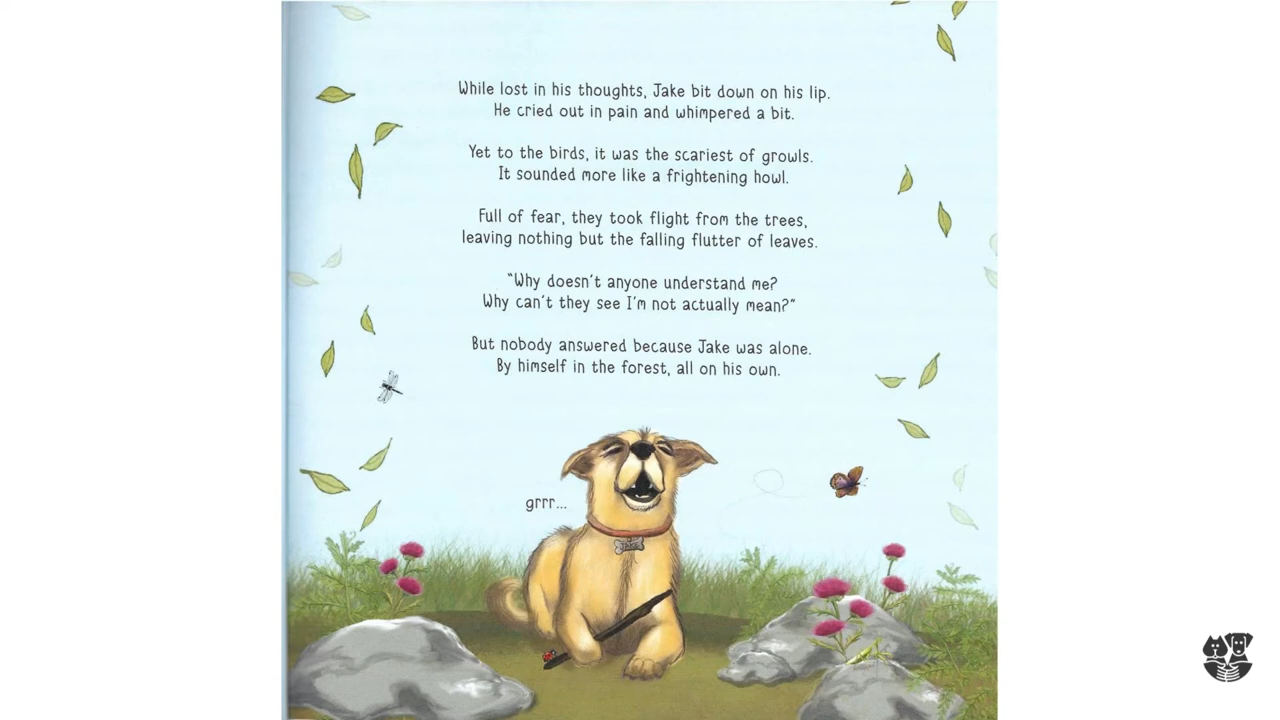 While lost in his thoughts, Jake bit down on his lip.
He cried out in pain and whimpered a bit.
Yet to the birds, it was the scariest of growls.
It sounded more like a frightening howl.
Full of fear, they took flight from the trees,
leaving nothing but the falling flutter of leaves.
"Why doesn't anyone understand me?
Why can't they see I'm not actually mean?"
But nobody answered because Jake was alone.
By himself in the forest, all on his own.
grrr...
JAKE